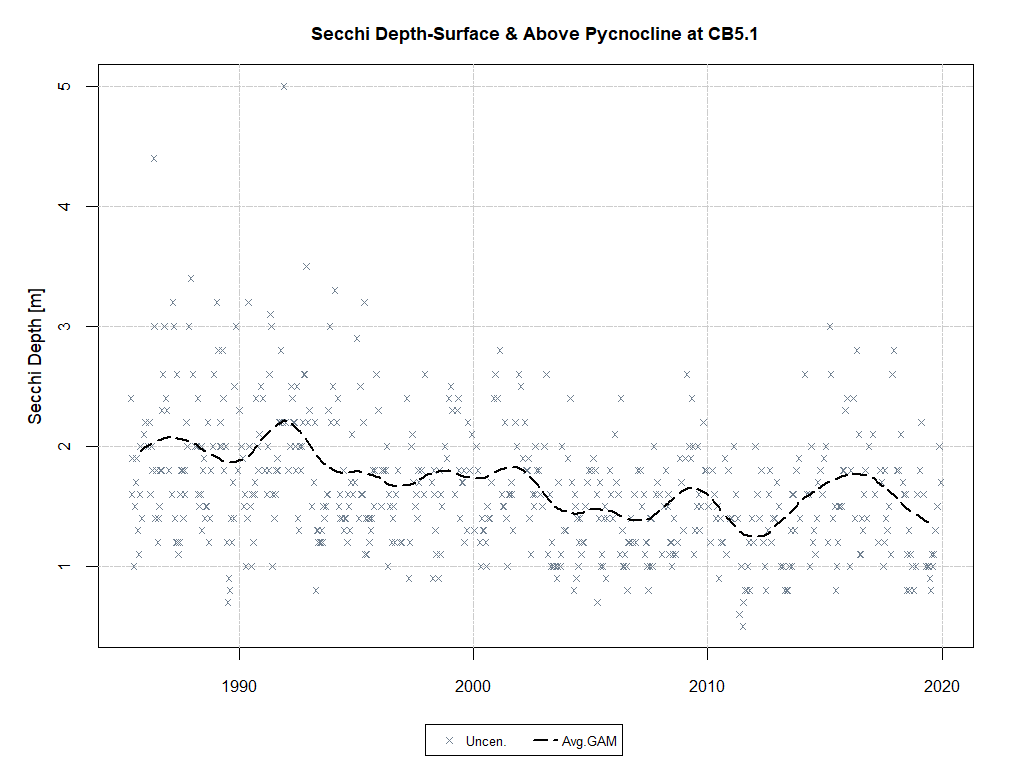 Secchi Depth-Surface & Above Pycnocline at CB5.1
Secchi Depth [m]
5
4
3
2
1
1990
2000
2010
2020
Uncen.
Avg.GAM